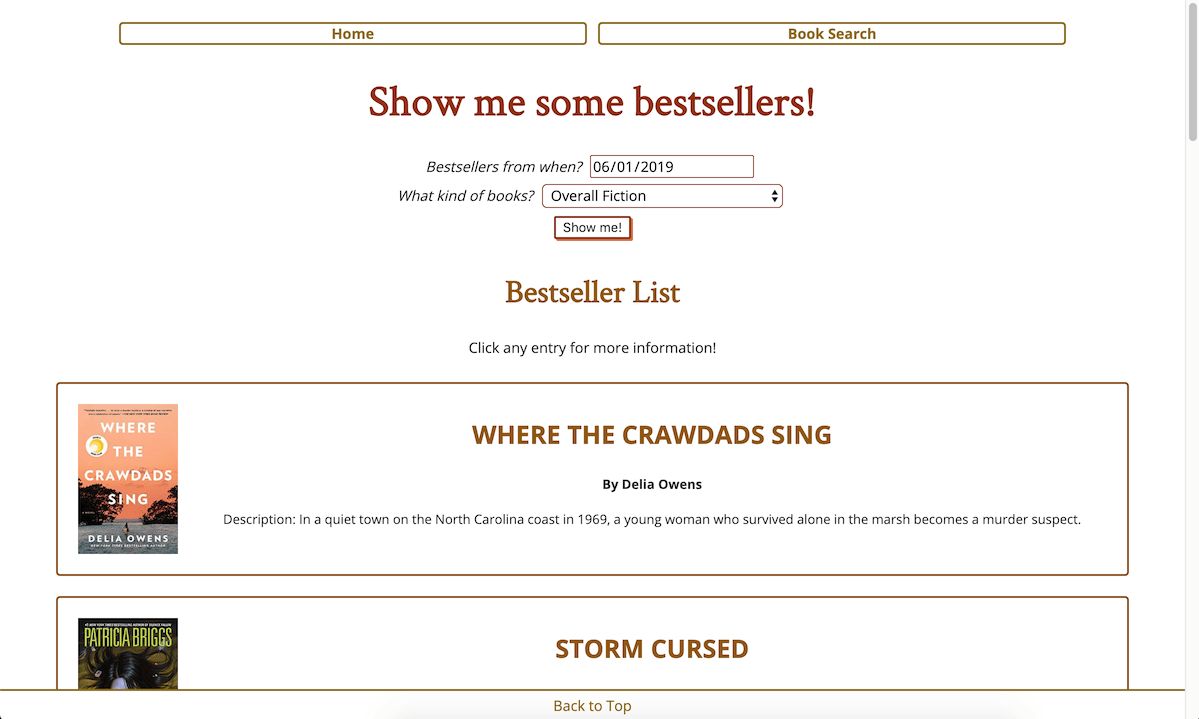 Home
Book Search
Show me some bestsellers!
Bestsellers from when? 06/01/2019
What kind of books? Overall Fiction
Show me!
Bestseller List
Click any entry for more information!
WHERE
THE
CRAWDADS
SING
DELIA OWENS
WHERE THE CRAWDADS SING
By Delia Owens
Description: In a quiet town on the North Carolina coast in 1969, a young woman who survived alone in the marsh becomes a murder suspect.
PATRICIA BRIGGS
STORM CURSED
Back to Top